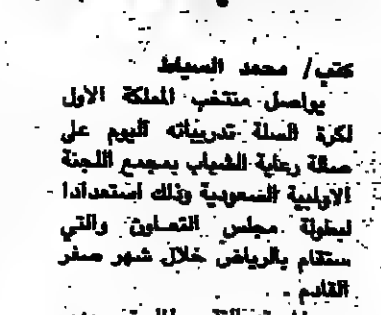 كتب / محمد السياط
يواصل منتخب المملكة الاول
لكرة السلة تدريباته اليوم على
صالة رعاية الشباب بمجمع اللجنة
الاولبية السعودية وذلك استعدادا
لبطولة مجلس التعاون والتي
ستقام بالرياض خلال شهر صفر
القادم .